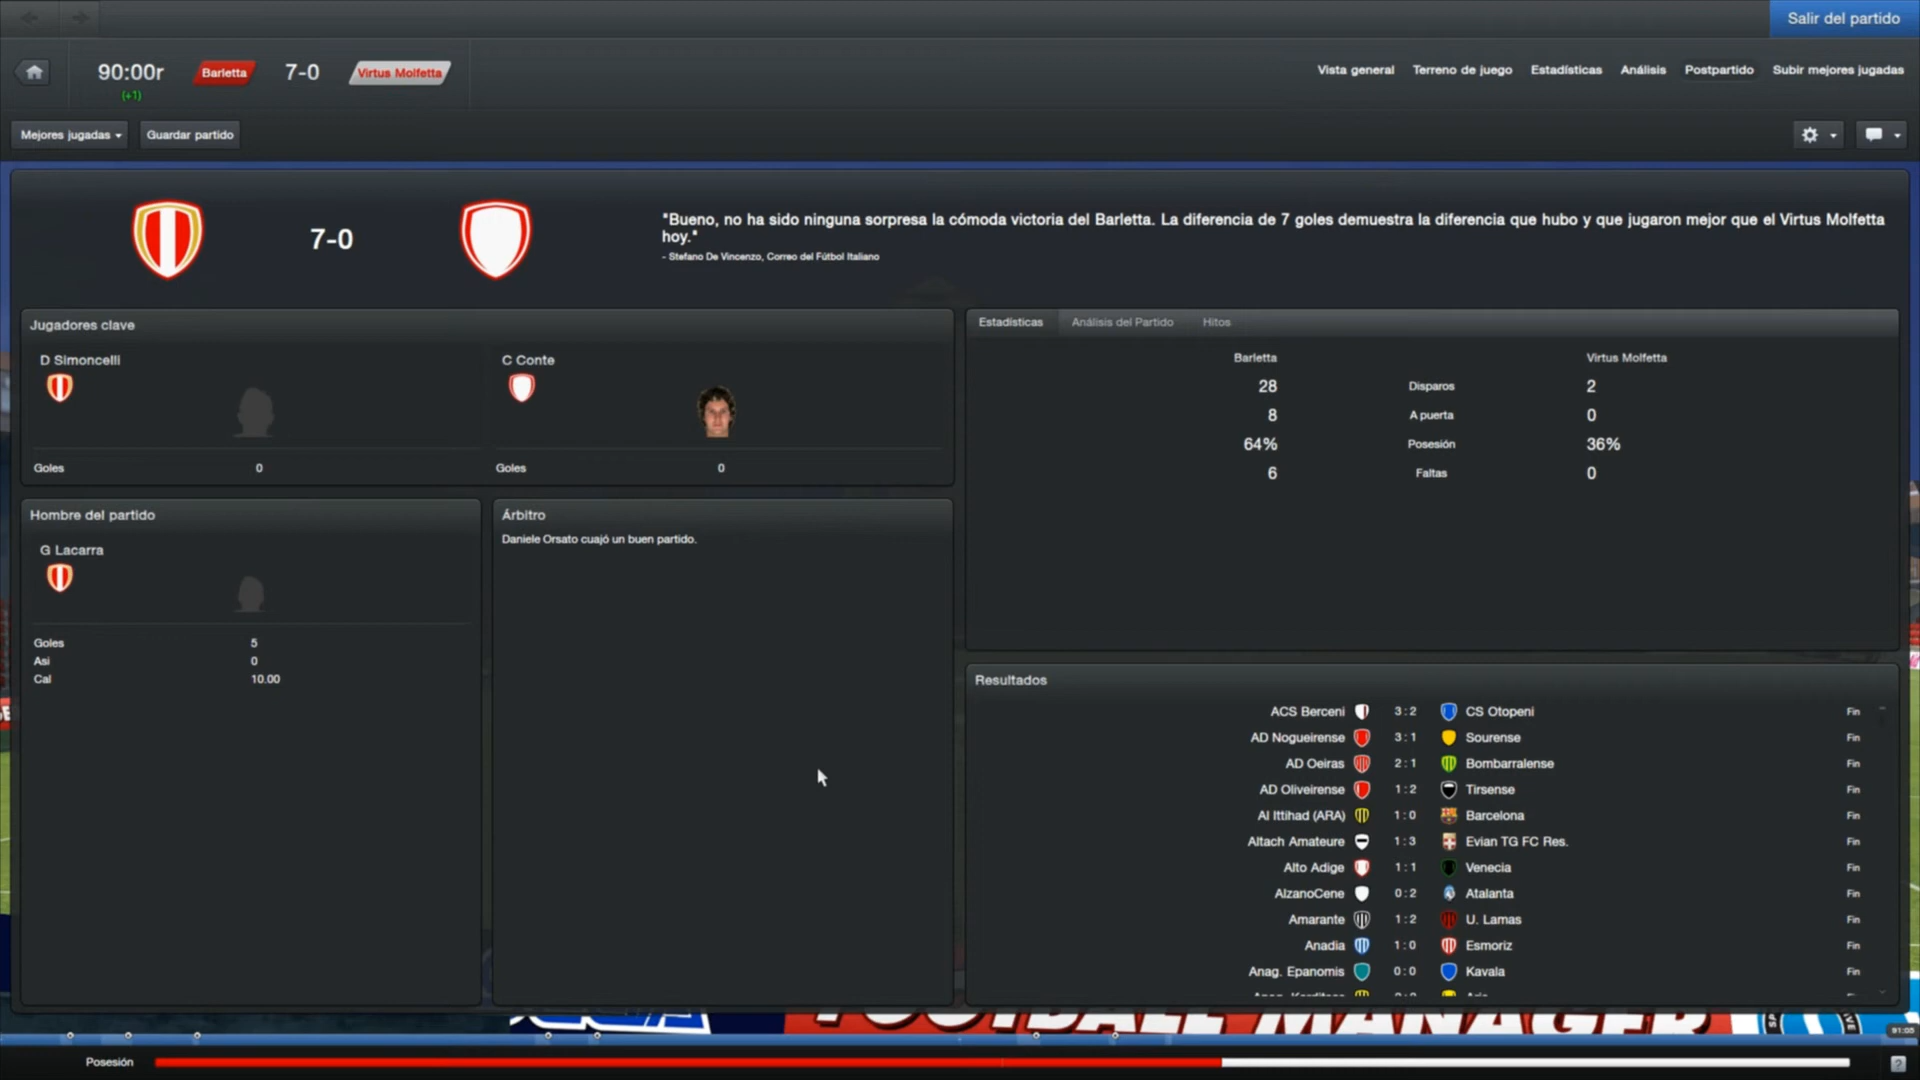 Salir del partido
90:00r
(+1)
Barletta
7-0
Virtus Molfetta
Vista general
Terreno de juego
Estadísticas
Análisis
Postpartido
Subir mejores jugadas
Mejores jugadas
Guardar partido
7-0
"Bueno, no ha sido ninguna sorpresa la cómoda victoria del Barletta. La diferencia de 7 goles demuestra la diferencia que hubo y que jugaron mejor que el Virtus Molfetta
hoy."
- Stefano De Vincenzo, Correo del Fútbol Italiano
Jugadores clave
D Simoncelli
Goles 0
C Conte
Goles 0
Hombre del partido
G Lacarra
Goles 5
Asi 0
Cal 10.00
Árbitro
Daniele Orsato cuajó un buen partido.
Estadísticas
Análisis del Partido
Hitos
Barletta Virtus Molfetta
28 Disparos 2
8 A puerta 0
64% Posesión 36%
6 Faltas 0
Resultados
ACS Berceni 3 : 2 CS Otopeni Fin
AD Nogueirense 3 : 1 Sourense Fin
AD Oeiras 2 : 1 Bombarralense Fin
AD Oliveirense 1 : 2 Tirsense Fin
Al Ittihad (ARA) 1 : 0 Barcelona Fin
Altach Amateure 1 : 3 Evian TG FC Res. Fin
Alto Adige 1 : 1 Venecia Fin
AlzanoCene 0 : 2 Atalanta Fin
Amarante 1 : 2 U. Lamas Fin
Anadia 1 : 0 Esmoriz Fin
Anag. Epanomis 0 : 0 Kavala Fin
FOOTBALL MANAGER
91:05
Posesión
?